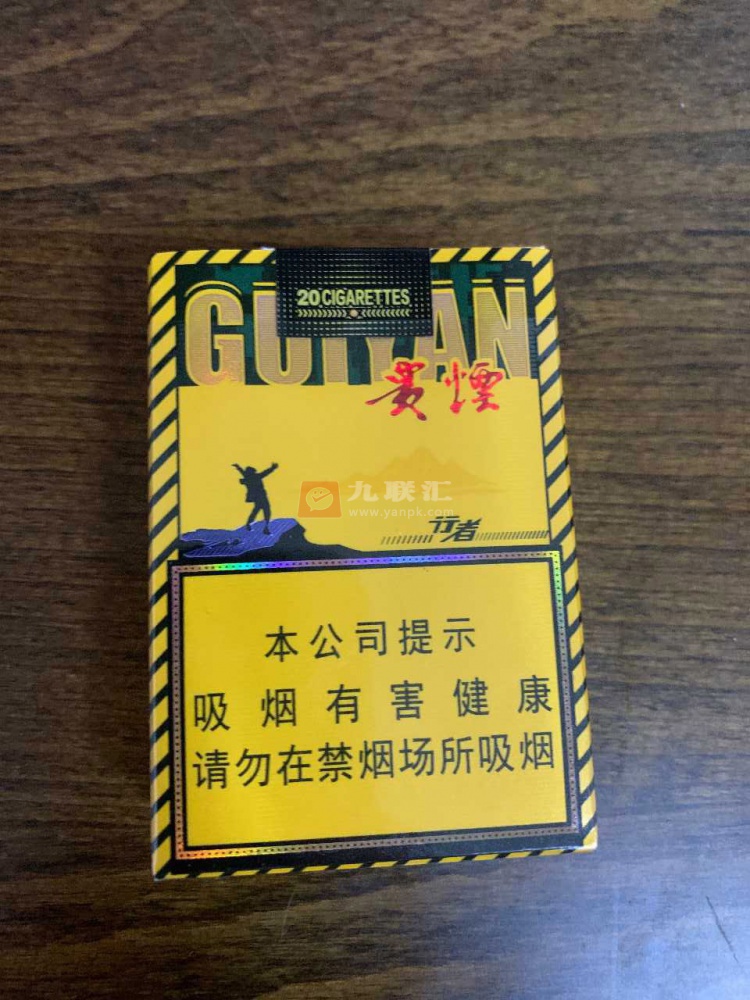 20 CIGARETTES
GUIYAN
貴煙
九联汇
www.yanpk.com
行者
本公司提示
吸烟有害健康
请勿在禁烟场所吸烟